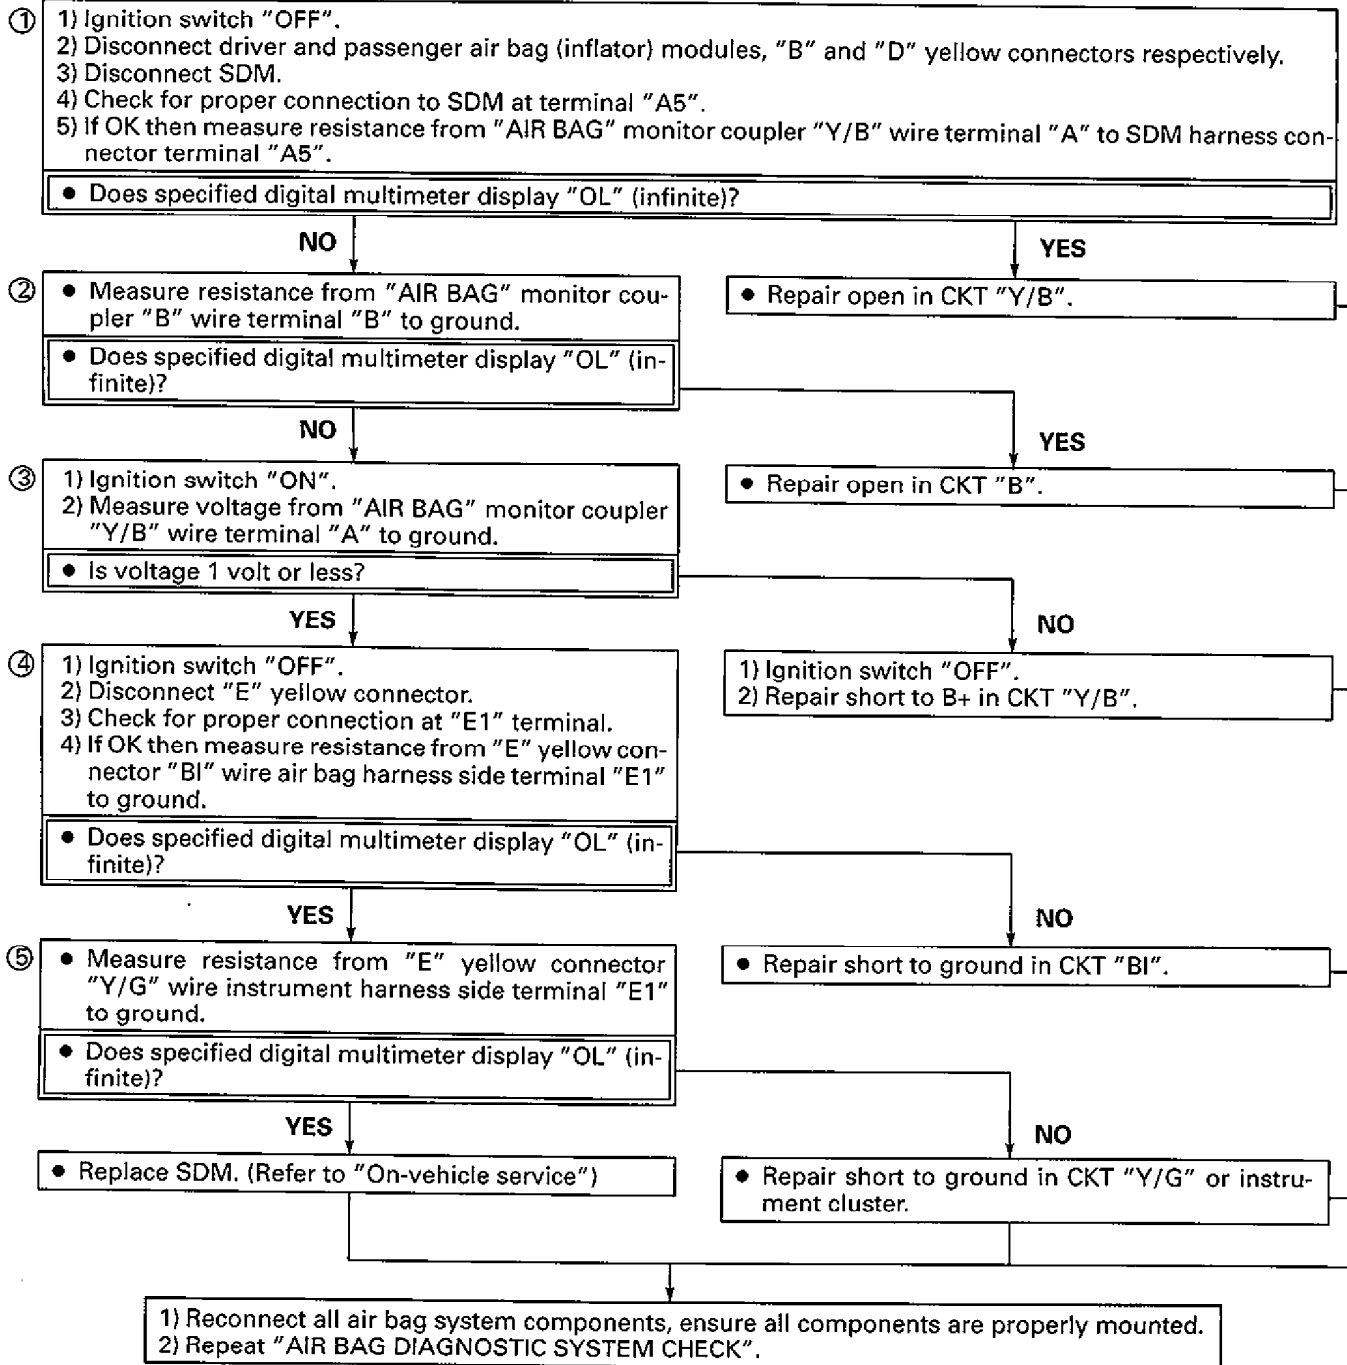 ① 1) Ignition switch "OFF".
2) Disconnect driver and passenger air bag (inflator) modules, "B" and "D" yellow connectors respectively.
3) Disconnect SDM.
4) Check for proper connection to SDM at terminal "A5".
5) If OK then measure resistance from "AIR BAG" monitor coupler "Y/B" wire terminal "A" to SDM harness con-
nector terminal "A5".
● Does specified digital multimeter display "OL" (infinite)?
NO
YES
② ● Measure resistance from "AIR BAG" monitor cou-
pler "B" wire terminal "B" to ground.
● Does specified digital multimeter display "OL" (in-
finite)?
● Repair open in CKT "Y/B".
NO
YES
③ 1) Ignition switch "ON".
2) Measure voltage from "AIR BAG" monitor coupler
"Y/B" wire terminal "A" to ground.
● Is voltage 1 volt or less?
● Repair open in CKT "B".
YES
NO
④ 1) Ignition switch "OFF".
2) Disconnect "E" yellow connector.
3) Check for proper connection at "E1" terminal.
4) If OK then measure resistance from "E" yellow con-
nector "Bl" wire air bag harness side terminal "E1"
to ground.
● Does specified digital multimeter display "OL" (in-
finite)?
1) Ignition switch "OFF".
2) Repair short to B+ in CKT "Y/B".
YES
NO
⑤ ● Measure resistance from "E" yellow connector
"Y/G" wire instrument harness side terminal "E1"
to ground.
● Does specified digital multimeter display "OL" (in-
finite)?
● Repair short to ground in CKT "Bl".
YES
NO
● Replace SDM. (Refer to "On-vehicle service")
● Repair short to ground in CKT "Y/G" or instru-
ment cluster.
1) Reconnect all air bag system components, ensure all components are properly mounted.
2) Repeat "AIR BAG DIAGNOSTIC SYSTEM CHECK".